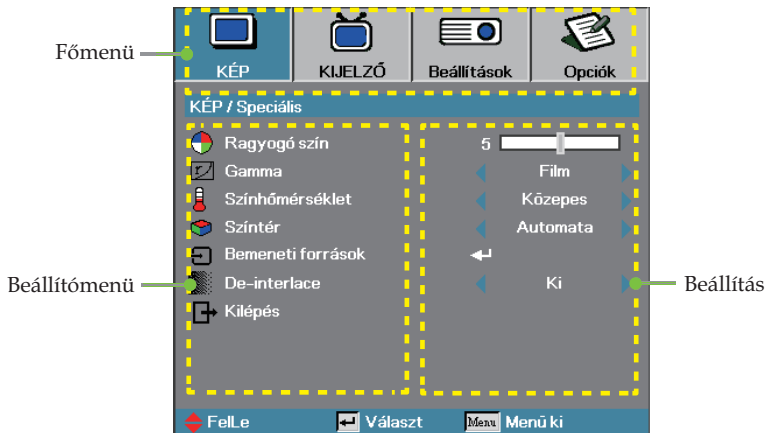 Főmenü
KÉP KIJELZŐ Beállítások Opciók
KÉP / Speciális
Ragyogó szín 5
Gamma Film
Színhőmérséklet Közepes
Színtér Automata
Bemeneti források
De-interlace Ki
Kilépés
Beállítómenü
Beállítás
FelLe Választ Menu Menü ki